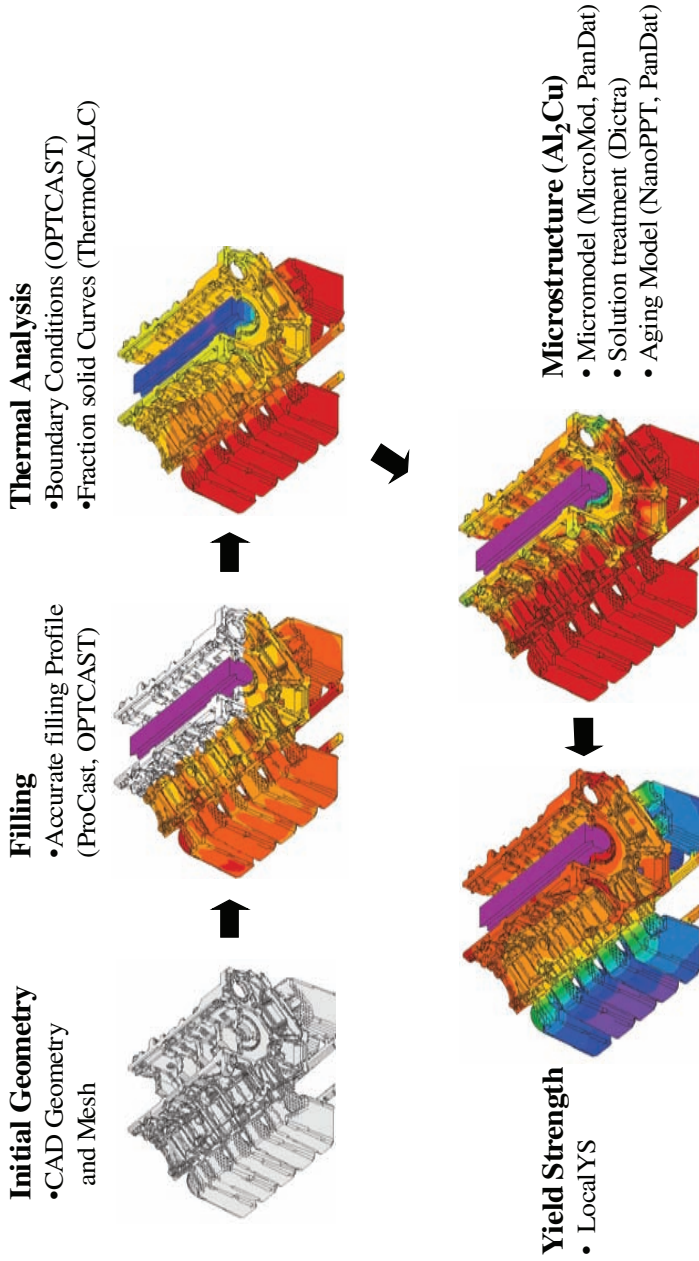 Initial Geometry
•CAD Geometry
and Mesh
Filling
•Accurate filling Profile
(ProCast, OPTCAST)
Thermal Analysis
•Boundary Conditions (OPTCAST)
•Fraction solid Curves (ThermoCALC)
Microstructure (Al₂Cu)
• Micromodel (MicroMod, PanDat)
• Solution treatment (Dictra)
• Aging Model (NanoPPT, PanDat)
Yield Strength
• LocalYS